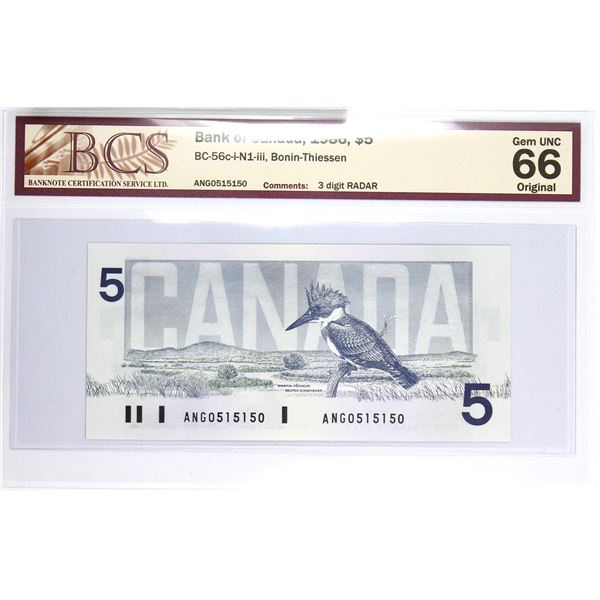 BCS
BANKNOTE CERTIFICATION SERVICE LTD.
Bank of Canada, 1986, $5
BC-56c-i-N1-iii, Bonin-Thiessen
ANG0515150 Comments: 3 digit RADAR
Gem UNC
66
Original
5
CANADA
MARTIN-PÊCHEUR
BELTED KINGFISHER
ANG0515150 ANG0515150
5